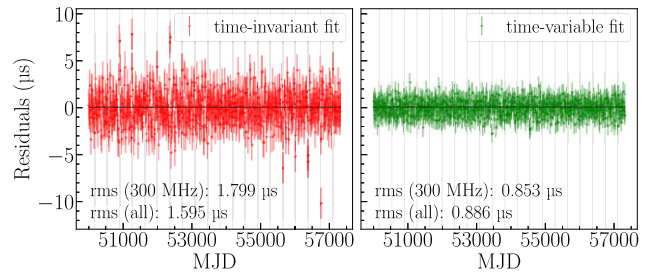 time-invariant fit
time-variable fit
10
5
0
−5
−10
Residuals (μs)
rms (300 MHz): 1.799 μs
rms (all): 1.595 μs
rms (300 MHz): 0.853 μs
rms (all): 0.886 μs
51000 53000 55000 57000
51000 53000 55000 57000
MJD
MJD